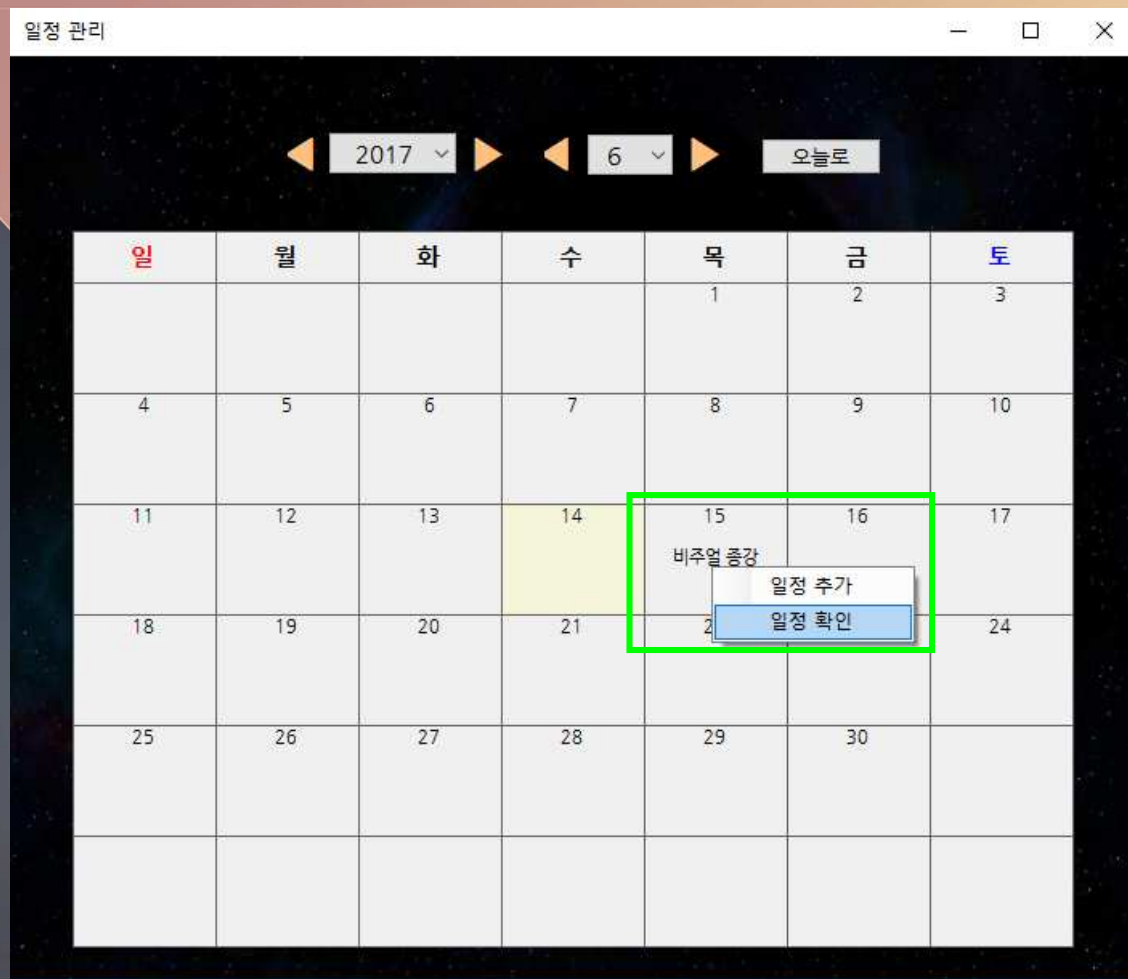 일정 관리
2017 6 오늘로
일 월 화 수 목 금 토
1 2 3
4 5 6 7 8 9 10
11 12 13 14 15 16 17
비주얼 종강
일정 추가
일정 확인
18 19 20 21 24
25 26 27 28 29 30